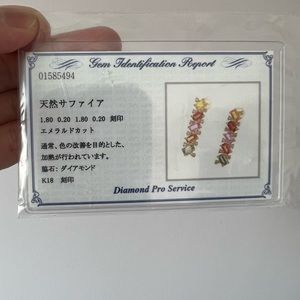 Gem Identification Report
01585494
天然サファイア
1.80 0.20 1.80 0.20 刻印
エメラルドカット
通常、色の改善を目的とした、
加熱が行われています。
脇石: ダイアモンド
K18 刻印
Diamond Pro Service